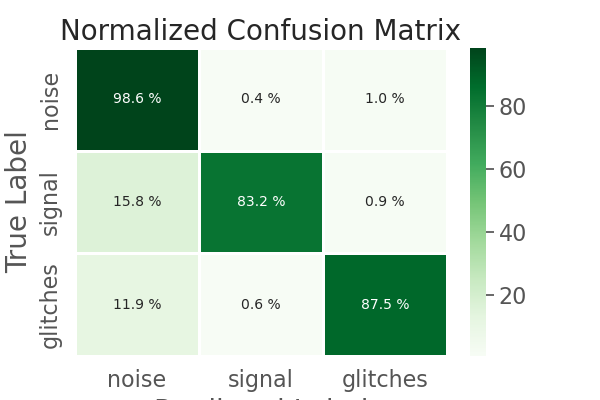 Normalized Confusion Matrix
True Label
noise 98.6 % 0.4 % 1.0 %
signal 15.8 % 83.2 % 0.9 %
glitches 11.9 % 0.6 % 87.5 %
noise signal glitches
80
60
40
20